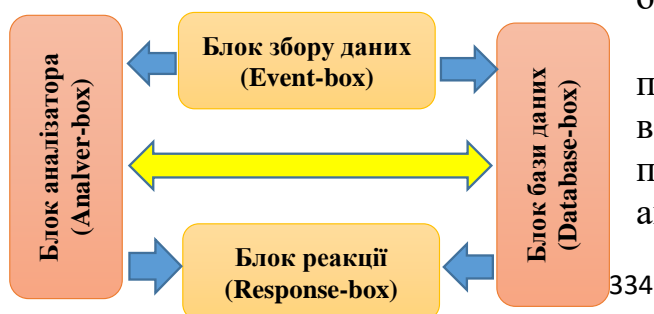 Блок аналізатора
(Analver-box)
Блок збору даних
(Event-box)
Блок реакції
(Response-box)
Блок бази даних
(Database-box)
б
п
в
п
а
334